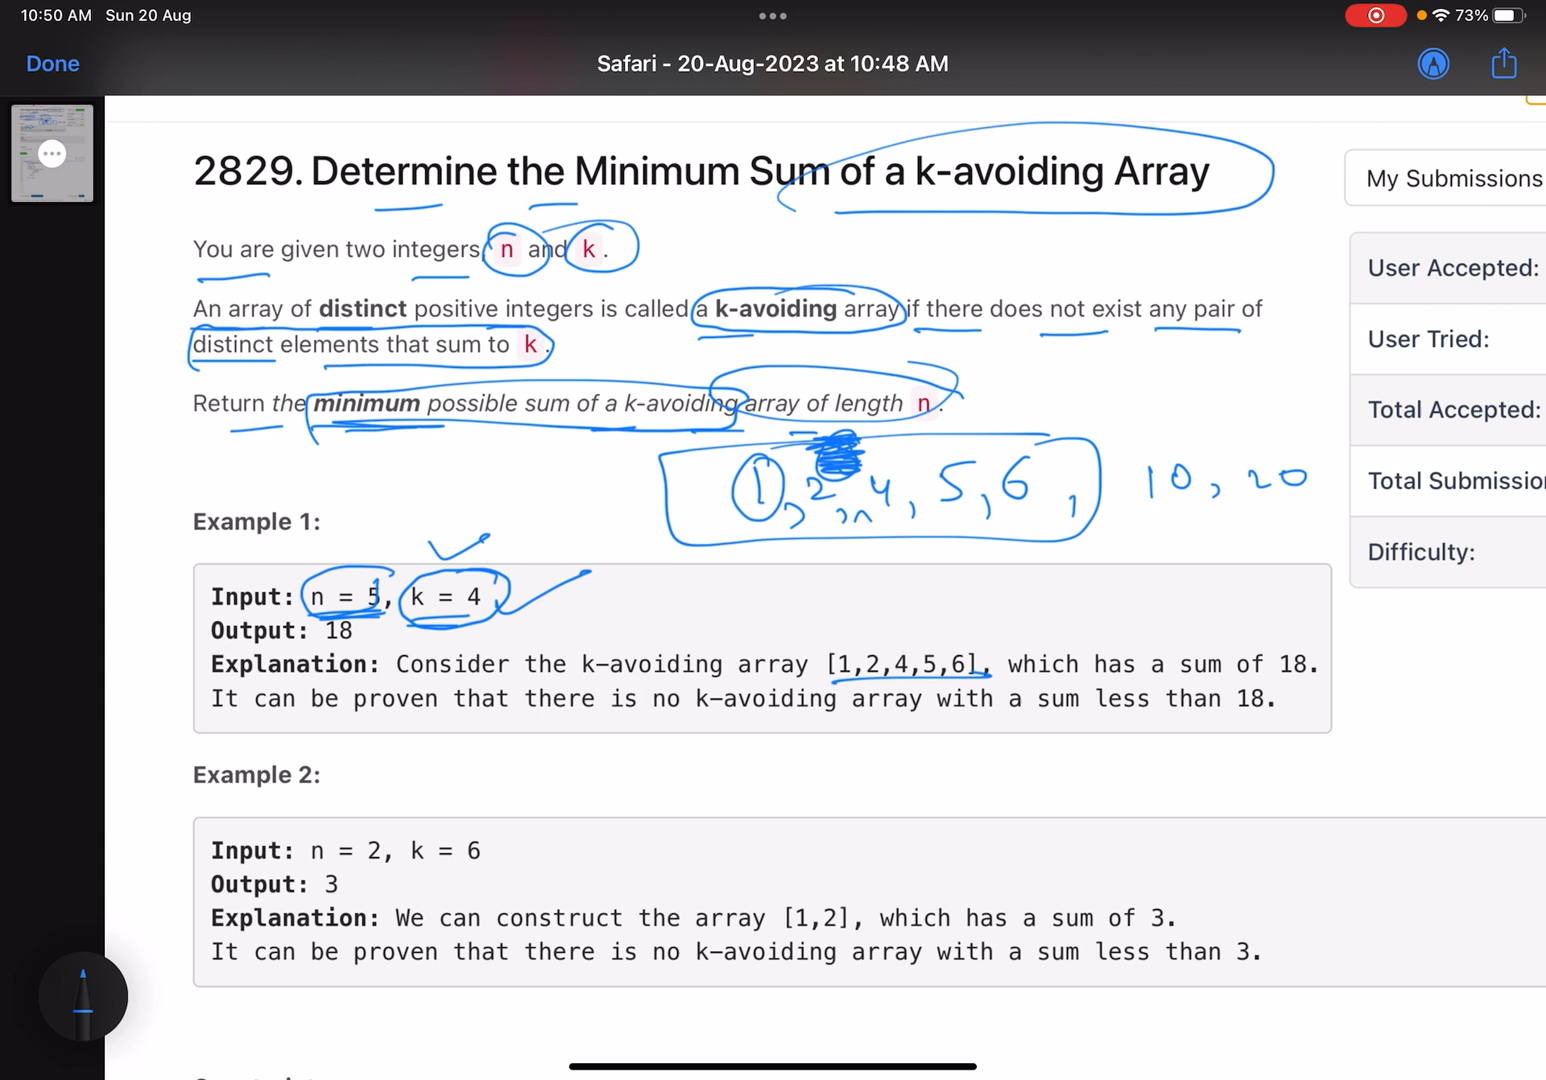 10:50 AM Sun 20 Aug
73%
Done
Safari - 20-Aug-2023 at 10:48 AM
2829. Determine the Minimum Sum of a k-avoiding Array
My Submissions
You are given two integers, n and k.
User Accepted:
An array of distinct positive integers is called a k-avoiding array if there does not exist any pair of
distinct elements that sum to k.
User Tried:
Return the minimum possible sum of a k-avoiding array of length n.
Total Accepted:
1, 2, 4, 5, 6, 10, 20
Total Submission
Example 1:
Difficulty:
Input: n = 5, k = 4
Output: 18
Explanation: Consider the k-avoiding array [1,2,4,5,6], which has a sum of 18.
It can be proven that there is no k-avoiding array with a sum less than 18.
Example 2:
Input: n = 2, k = 6
Output: 3
Explanation: We can construct the array [1,2], which has a sum of 3.
It can be proven that there is no k-avoiding array with a sum less than 3.